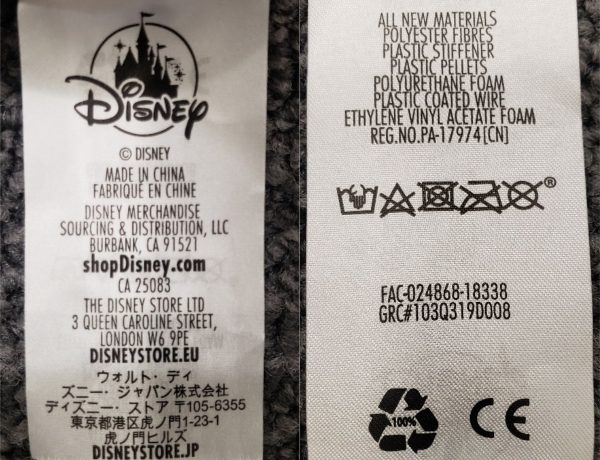 Disney
© DISNEY
MADE IN CHINA
FABRIQUÉ EN CHINE
DISNEY MERCHANDISE
SOURCING & DISTRIBUTION, LLC
BURBANK, CA 91521
shopDisney.com
CA 25083
THE DISNEY STORE LTD
3 QUEEN CAROLINE STREET,
LONDON W6 9PE
DISNEYSTORE.EU
ウォルト・ディ
ズニー・ジャパン株式会社
ディズニー・ストア 〒105-6355
東京都港区虎ノ門1-23-1
虎ノ門ヒルズ
DISNEYSTORE.JP
ALL NEW MATERIALS
POLYESTER FIBRES
PLASTIC STIFFENER
PLASTIC PELLETS
POLYURETHANE FOAM
PLASTIC COATED WIRE
ETHYLENE VINYL ACETATE FOAM
REG.NO.PA-17974[CN]
®
FAC-024868-18338
GRC#103Q319D008
100%
CE